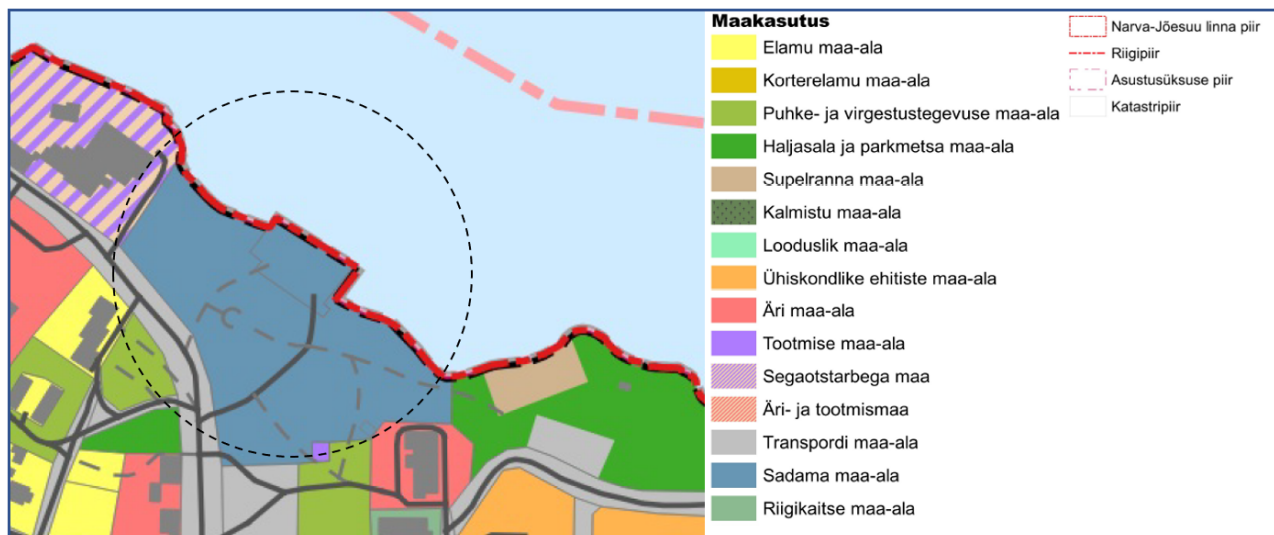 Maakasutus
Elamu maa-ala
Korterelamu maa-ala
Puhke- ja virgestustegevuse maa-ala
Haljasala ja parkmetsa maa-ala
Supelranna maa-ala
Kalmistu maa-ala
Looduslik maa-ala
Ühiskondlike ehitiste maa-ala
Äri maa-ala
Tootmise maa-ala
Segaotstarbega maa
Äri- ja tootmismaa
Transpordi maa-ala
Sadama maa-ala
Riigikaitse maa-ala
Narva-Jõesuu linna piir
Riigipiir
Asustusüksuse piir
Katastripiir